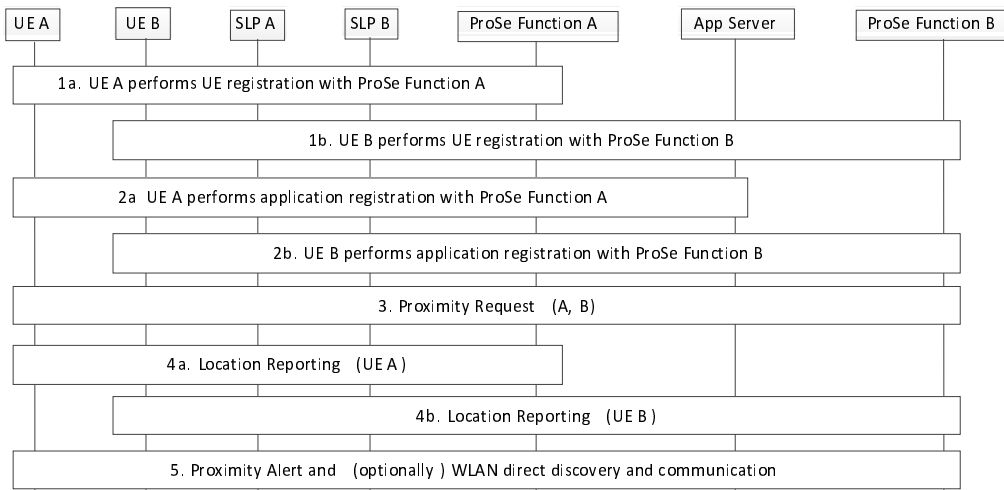 UE A UE B SLP A SLP B ProSe Function A App Server ProSe Function B
1a. UE A performs UE registration with ProSe Function A
1b. UE B performs UE registration with ProSe Function B
2a UE A performs application registration with ProSe Function A
2b. UE B performs application registration with ProSe Function B
3. Proximity Request (A, B)
4a. Location Reporting (UE A)
4b. Location Reporting (UE B)
5. Proximity Alert and (optionally) WLAN direct discovery and communication